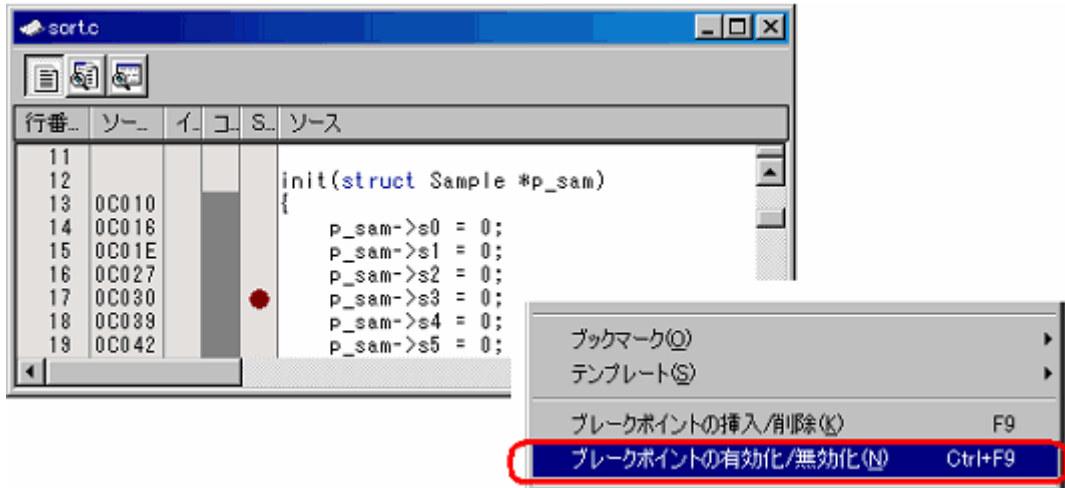 sort.c
行番... ソー... イ.. コ.. S.. ソース
11
12 init(struct Sample *p_sam)
13 0C010 {
14 0C016 p_sam->s0 = 0;
15 0C01E p_sam->s1 = 0;
16 0C027 p_sam->s2 = 0;
17 0C030 p_sam->s3 = 0;
18 0C039 p_sam->s4 = 0;
19 0C042 p_sam->s5 = 0;
ブックマーク(O)
テンプレート(S)
ブレークポイントの挿入/削除(K) F9
ブレークポイントの有効化/無効化(N) Ctrl+F9